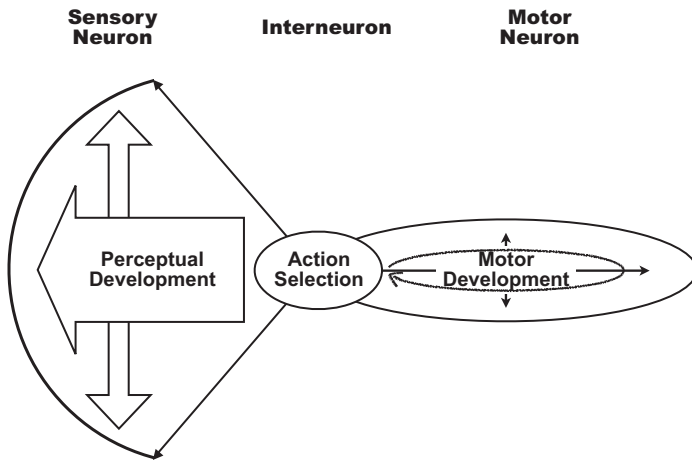 Sensory
Neuron
Interneuron
Motor
Neuron
Perceptual
Development
Action
Selection
Motor
Development